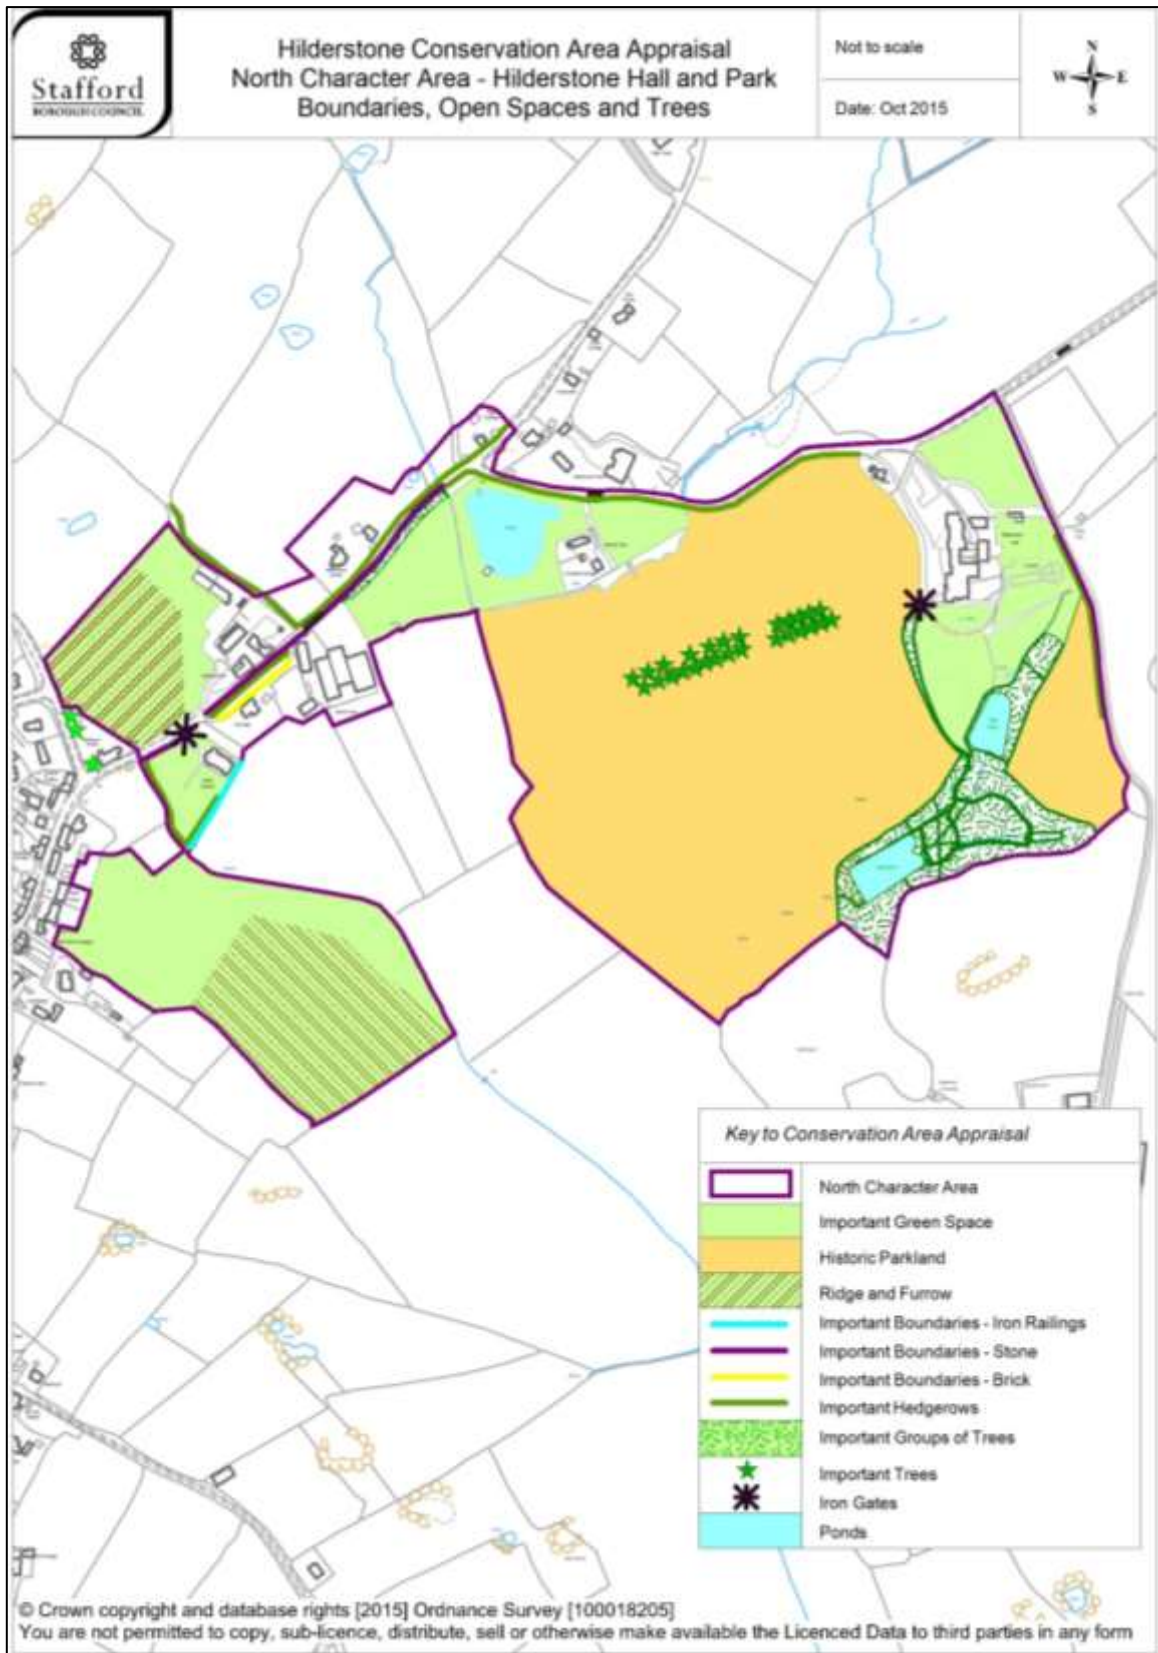 Stafford
BOROUGH COUNCIL
Hilderstone Conservation Area Appraisal
North Character Area - Hilderstone Hall and Park
Boundaries, Open Spaces and Trees
Not to scale
Date: Oct 2015
N
W E
S
Key to Conservation Area Appraisal
North Character Area
Important Green Space
Historic Parkland
Ridge and Furrow
Important Boundaries - Iron Railings
Important Boundaries - Stone
Important Boundaries - Brick
Important Hedgerows
Important Groups of Trees
Important Trees
Iron Gates
Ponds
© Crown copyright and database rights [2015] Ordnance Survey [100018205]
You are not permitted to copy, sub-licence, distribute, sell or otherwise make available the Licenced Data to third parties in any form